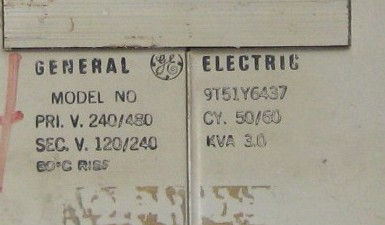 GENERAL GE ELECTRIC
MODEL NO 9T51Y6437
PRI. V. 240/480 CY. 50/60
SEC. V. 120/240 KVA 3.0
80°C RISE